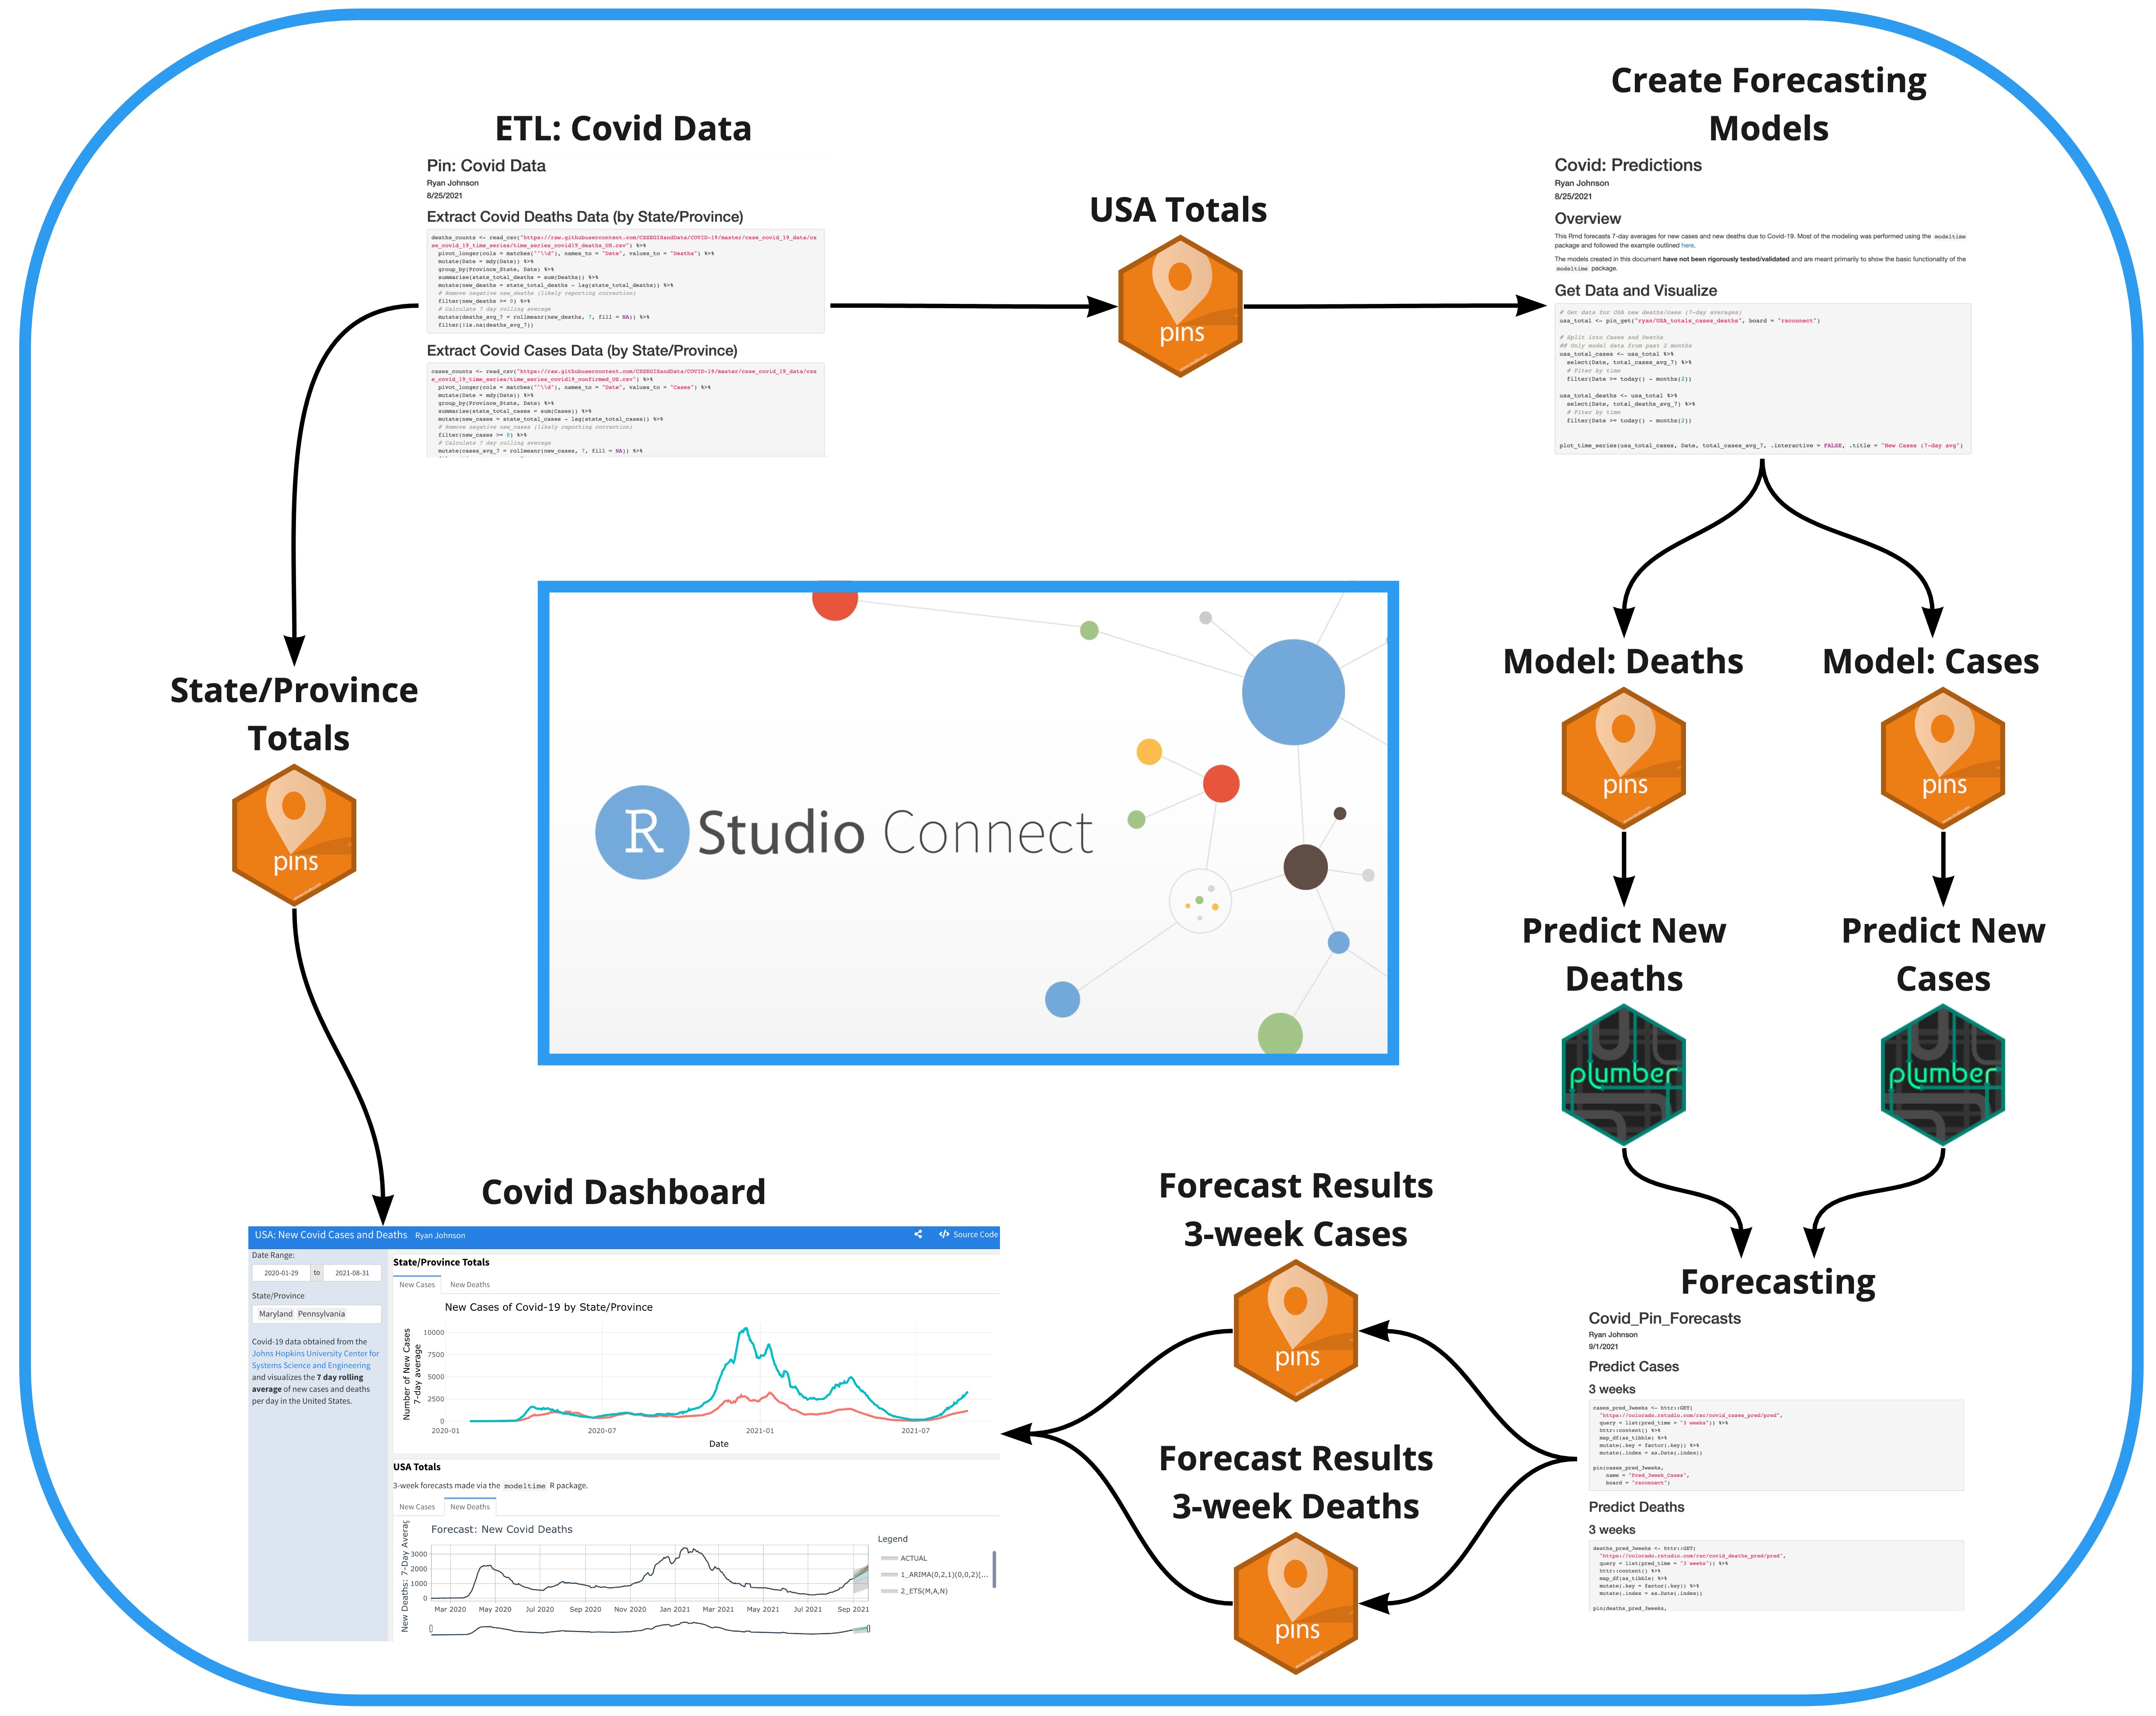 ETL: Covid Data
Pin: Covid Data
Ryan Johnson
8/25/2021
Extract Covid Deaths Data (by State/Province)
deaths_counts <- read_csv("https://raw.githubusercontent.com/CSSEGISandData/COVID-19/master/csse_covid_19_data/cs
se_covid_19_time_series/time_series_covid19_deaths_US.csv") %>%
pivot_longer(cols = matches("^\\d"), names_to = "Date", values_to = "Deaths") %>%
mutate(Date = mdy(Date)) %>%
group_by(Province_State, Date) %>%
summarise(state_total_deaths = sum(Deaths)) %>%
mutate(new_deaths = state_total_deaths - lag(state_total_deaths)) %>%
# Remove negative new_deaths (likely reporting correction)
filter(new_deaths >= 0) %>%
# Calculate 7 day rolling average
mutate(deaths_avg_7 = rollmeanr(new_deaths, 7, fill = NA)) %>%
filter(!is.na(deaths_avg_7))
Extract Covid Cases Data (by State/Province)
cases_counts <- read_csv("https://raw.githubusercontent.com/CSSEGISandData/COVID-19/master/csse_covid_19_data/css
e_covid_19_time_series/time_series_covid19_confirmed_US.csv") %>%
pivot_longer(cols = matches("^\\d"), names_to = "Date", values_to = "Cases") %>%
mutate(Date = mdy(Date)) %>%
group_by(Province_State, Date) %>%
summarise(state_total_cases = sum(Cases)) %>%
mutate(new_cases = state_total_cases - lag(state_total_cases)) %>%
# Remove negative new_cases (likely reporting correction)
filter(new_cases >= 0) %>%
# Calculate 7 day rolling average
mutate(cases_avg_7 = rollmeanr(new_cases, 7, fill = NA)) %>%
USA Totals
pins
Create Forecasting
Models
Covid: Predictions
Ryan Johnson
8/25/2021
Overview
This Rmd forecasts 7-day averages for new cases and new deaths due to Covid-19. Most of the modeling was performed using the modeltime
package and followed the example outlined here.
The models created in this document have not been rigorously tested/validated and are meant primarily to show the basic functionality of the
modeltime package.
Get Data and Visualize
# Get data for USA new deaths/case (7-day averages)
usa_total <- pin_get("ryan/USA_totals_cases_deaths", board = "rsconnect")
# Split into Cases and Deaths
## Only model data from past 2 months
usa_total_cases <- usa_total %>%
select(Date, total_cases_avg_7) %>%
# Fiter by time
filter(Date >= today() - months(2))
usa_total_deaths <- usa_total %>%
select(Date, total_deaths_avg_7) %>%
# Fiter by time
filter(Date >= today() - months(2))
plot_time_series(usa_total_cases, Date, total_cases_avg_7, .interactive = FALSE, .title = "New Cases (7-day avg")
State/Province
Totals
pins
R Studio Connect
Model: Deaths
pins
Model: Cases
pins
Predict New
Deaths
plumber
Predict New
Cases
plumber
Covid Dashboard
USA: New Covid Cases and Deaths Ryan Johnson
Source Code
Date Range:
2020-01-29 to 2021-08-31
State/Province
Maryland Pennsylvania
Covid-19 data obtained from the
Johns Hopkins University Center for
Systems Science and Engineering
and visualizes the 7 day rolling
average of new cases and deaths
per day in the United States.
State/Province Totals
New Cases New Deaths
New Cases of Covid-19 by State/Province
Number of New Cases
7-day average
10000
7500
5000
2500
0
2020-01 2020-07 2021-01 2021-07
Date
USA Totals
3-week forecasts made via the modeltime R package.
New Cases New Deaths
Forecast: New Covid Deaths
New Deaths: 7-Day Averag
3000
2000
1000
0
Mar 2020 May 2020 Jul 2020 Sep 2020 Nov 2020 Jan 2021 Mar 2021 May 2021 Jul 2021 Sep 2021
Legend
ACTUAL
1_ARIMA(0,2,1)(0,0,2)[...
2_ETS(M,A,N)
Forecast Results
3-week Cases
pins
Forecast Results
3-week Deaths
pins
Forecasting
Covid_Pin_Forecasts
Ryan Johnson
9/1/2021
Predict Cases
3 weeks
cases_pred_3weeks <- httr::GET(
"https://colorado.rstudio.com/rsc/covid_cases_pred/pred",
query = list(pred_time = "3 weeks")) %>%
httr::content() %>%
map_df(as_tibble) %>%
mutate(.key = factor(.key)) %>%
mutate(.index = as.Date(.index))
pin(cases_pred_3weeks,
name = "Pred_3week_Cases",
board = "rsconnect")
Predict Deaths
3 weeks
deaths_pred_3weeks <- httr::GET(
"https://colorado.rstudio.com/rsc/covid_deaths_pred/pred",
query = list(pred_time = "3 weeks")) %>%
httr::content() %>%
map_df(as_tibble) %>%
mutate(.key = factor(.key)) %>%
mutate(.index = as.Date(.index))
pin(deaths_pred_3weeks,